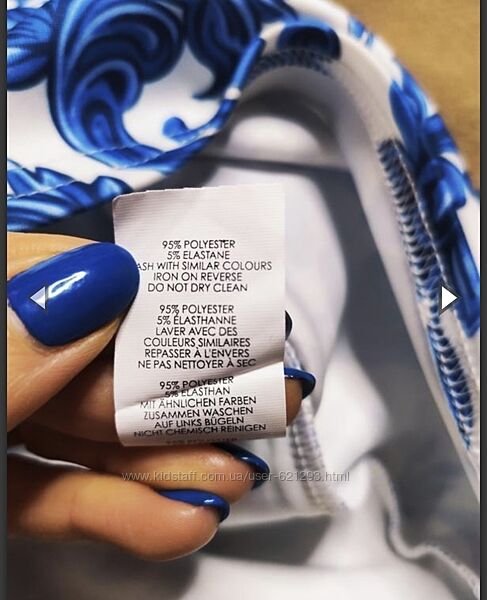 95% POLYESTER
5% ELASTANE
ASH WITH SIMILAR COLOURS
IRON ON REVERSE
DO NOT DRY CLEAN
95% POLYESTER
5% ÉLASTHANNE
LAVER AVEC DES
COULEURS SIMILAIRES
REPASSER À L'ENVERS
NE PAS NETTOYER À SEC
95% POLYESTER
5% ELASTHAN
MIT ÄHNLICHEN FARBEN
ZUSAMMEN WASCHEN
AUF LINKS BÜGELN
NICHT CHEMISCH REINIGEN
www.kidstaff.com.ua/user-621293.html